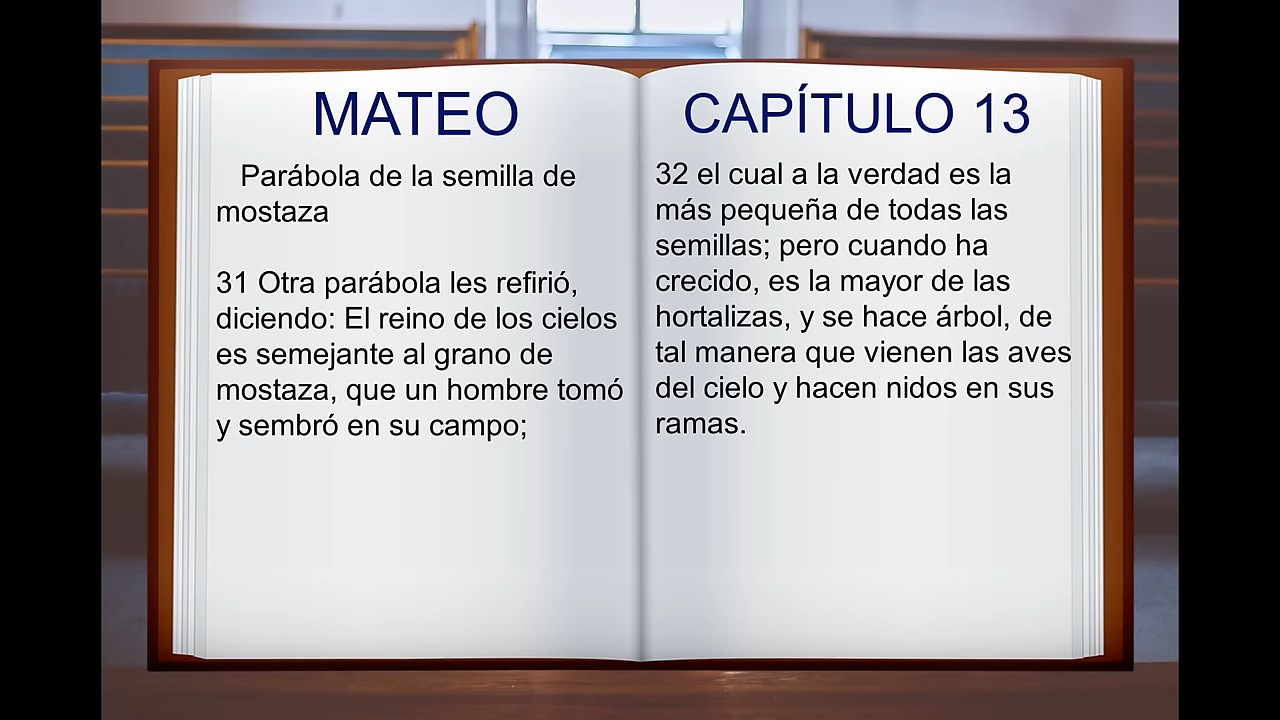 MATEO
Parábola de la semilla de
mostaza
31 Otra parábola les refirió,
diciendo: El reino de los cielos
es semejante al grano de
mostaza, que un hombre tomó
y sembró en su campo;
CAPÍTULO 13
32 el cual a la verdad es la
más pequeña de todas las
semillas; pero cuando ha
crecido, es la mayor de las
hortalizas, y se hace árbol, de
tal manera que vienen las aves
del cielo y hacen nidos en sus
ramas.